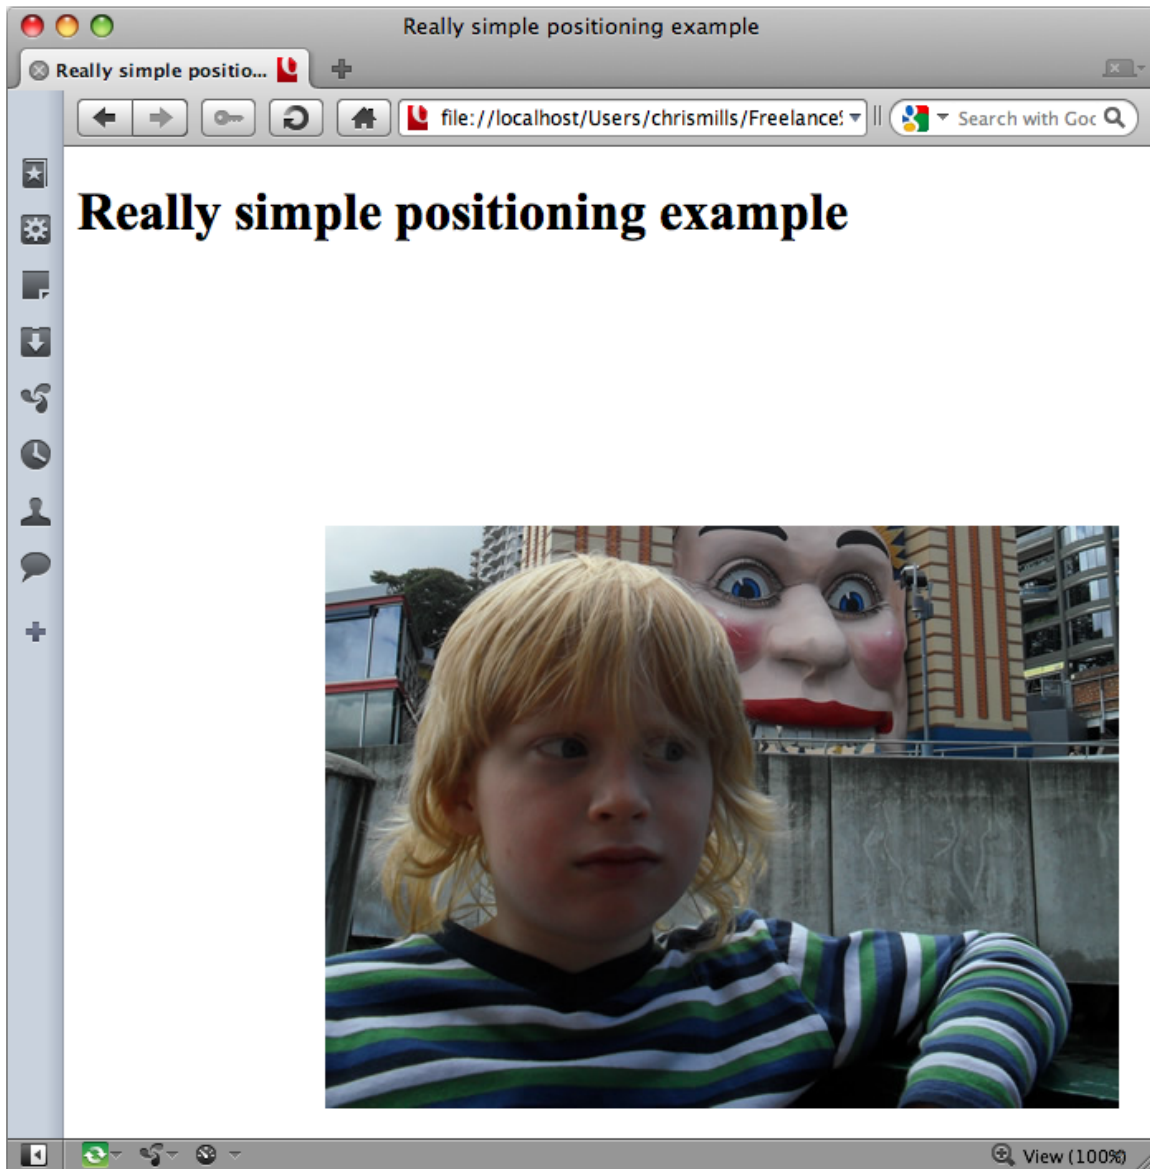 Really simple positioning example
Really simple positio...
file://localhost/Users/chrismills/Freelance
Search with Goo
Really simple positioning example
View (100%)